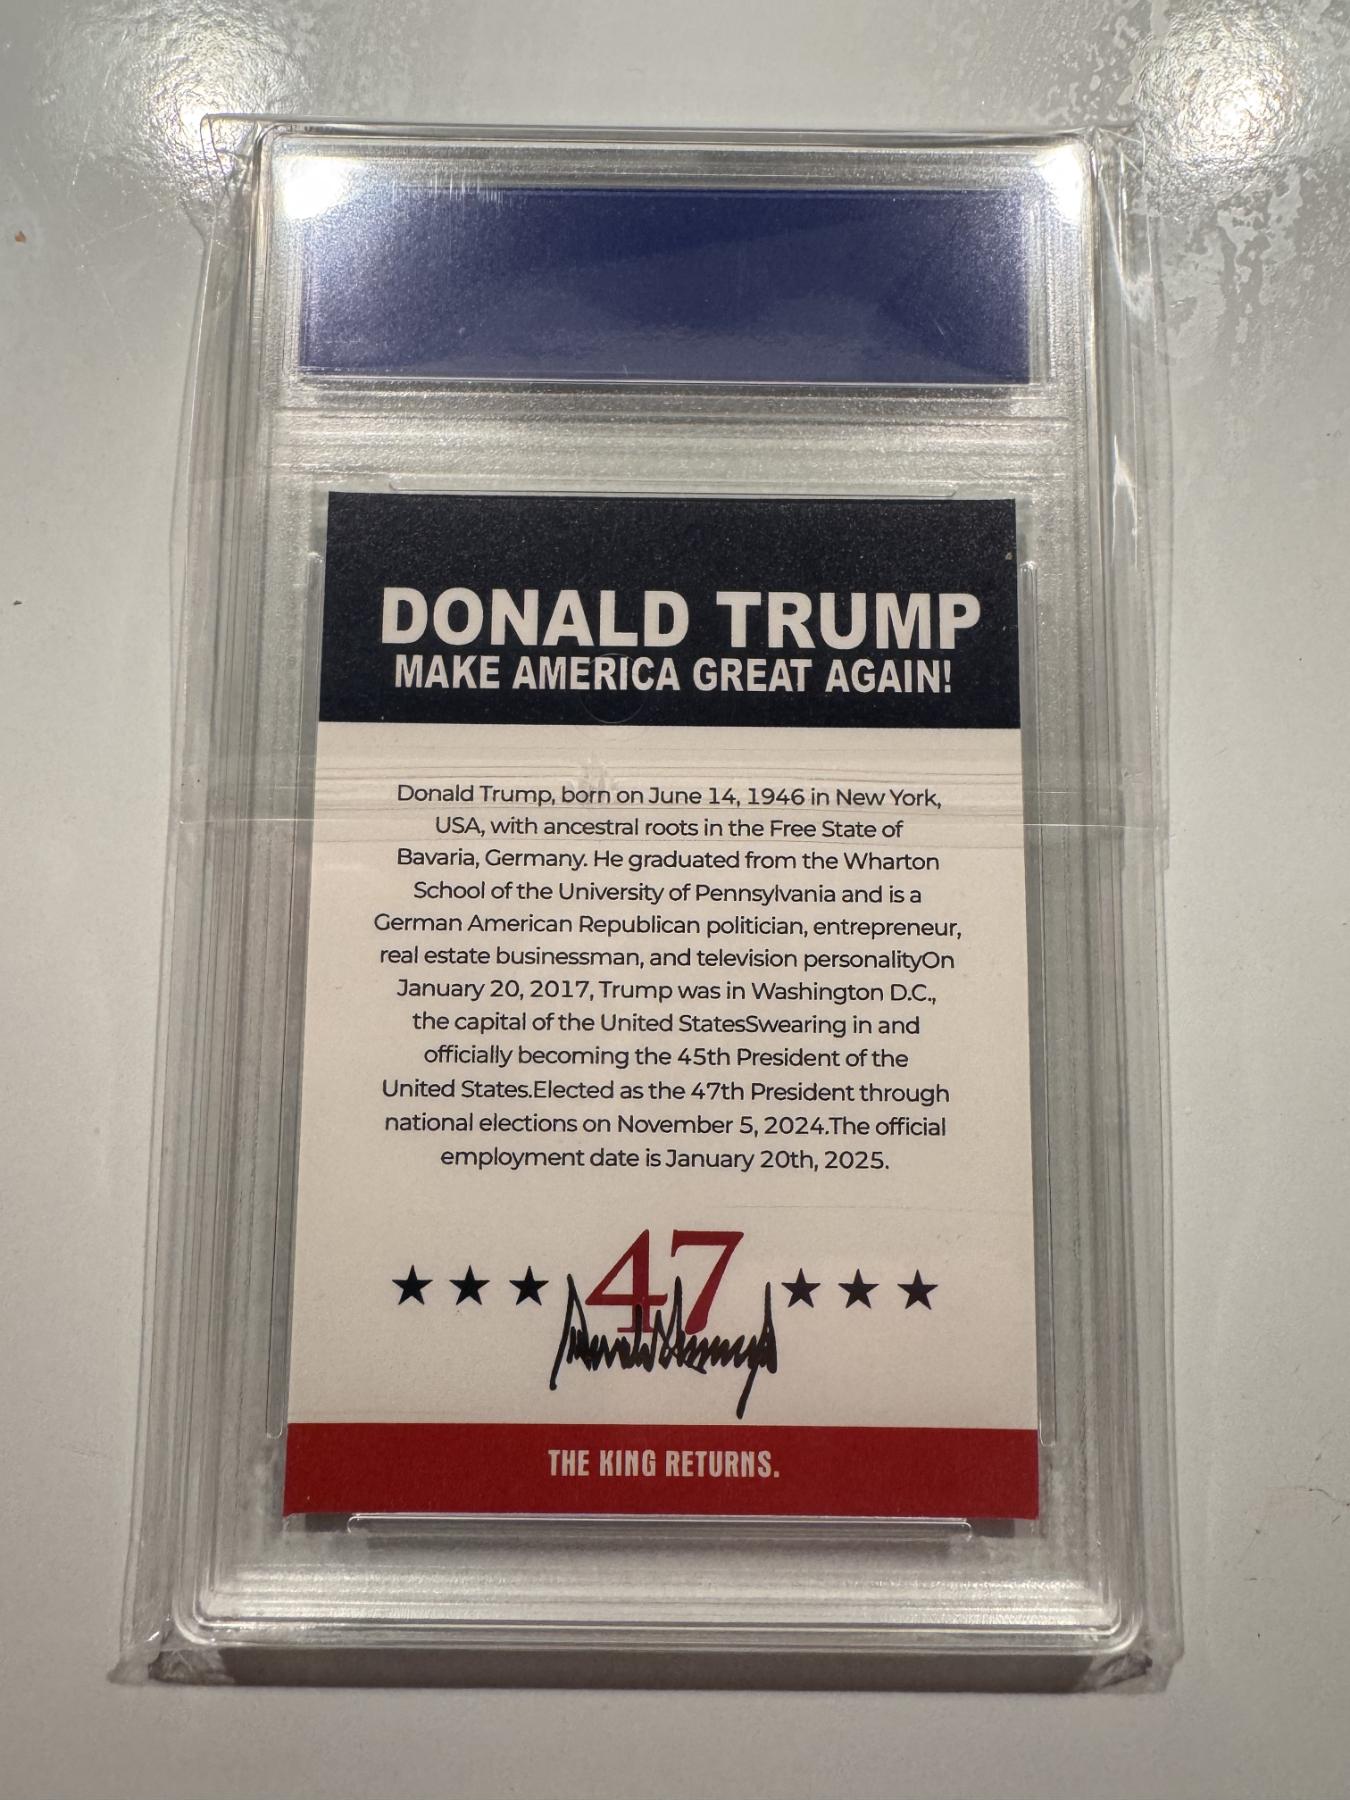 DONALD TRUMP
MAKE AMERICA GREAT AGAIN!
Donald Trump, born on June 14, 1946 in New York,
USA, with ancestral roots in the Free State of
Bavaria, Germany. He graduated from the Wharton
School of the University of Pennsylvania and is a
German American Republican politician, entrepreneur,
real estate businessman, and television personalityOn
January 20, 2017, Trump was in Washington D.C.,
the capital of the United StatesSwearing in and
officially becoming the 45th President of the
United States.Elected as the 47th President through
national elections on November 5, 2024.The official
employment date is January 20th, 2025.
47
Donald Trump
THE KING RETURNS.